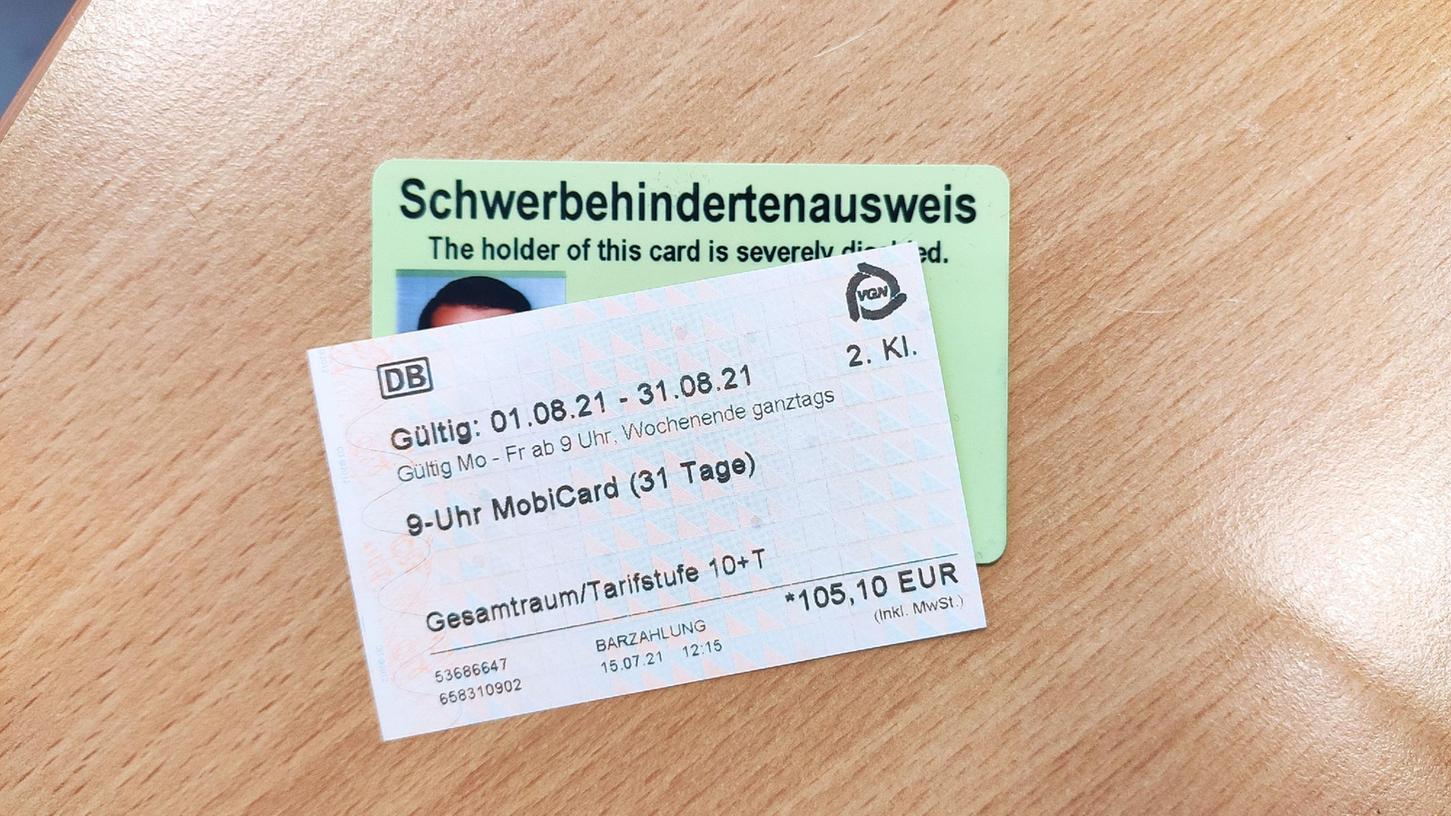 Schwerbehindertenausweis
The holder of this card is severely
VGN
DB
2. Kl.
Gültig: 01.08.21 - 31.08.21
Gültig Mo - Fr ab 9 Uhr, Wochenende ganztags
9-Uhr MobiCard (31 Tage)
Gesamtraum/Tarifstufe 10+T
*105,10 EUR
(Inkl. MwSt.)
53686647
BARZAHLUNG
658310902
15.07.21 12:15